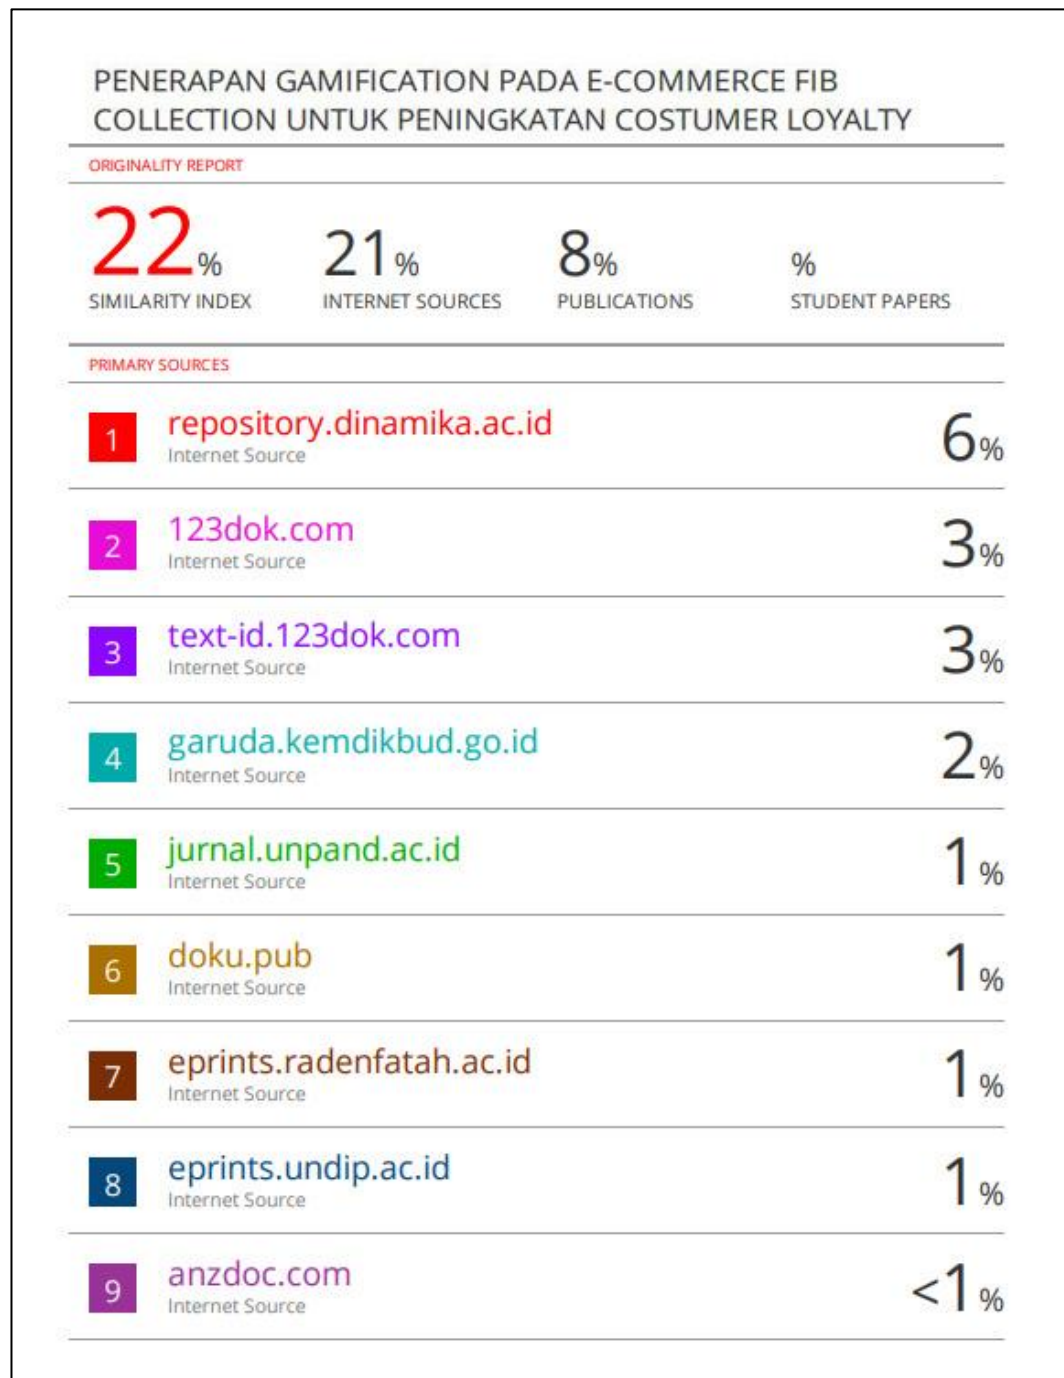 PENERAPAN GAMIFICATION PADA E-COMMERCE FIB
COLLECTION UNTUK PENINGKATAN COSTUMER LOYALTY
ORIGINALITY REPORT
22%
SIMILARITY INDEX
21%
INTERNET SOURCES
8%
PUBLICATIONS
%
STUDENT PAPERS
PRIMARY SOURCES
1
repository.dinamika.ac.id
Internet Source
6%
2
123dok.com
Internet Source
3%
3
text-id.123dok.com
Internet Source
3%
4
garuda.kemdikbud.go.id
Internet Source
2%
5
jurnal.unpand.ac.id
Internet Source
1%
6
doku.pub
Internet Source
1%
7
eprints.radenfatah.ac.id
Internet Source
1%
8
eprints.undip.ac.id
Internet Source
1%
9
anzdoc.com
Internet Source
<1%